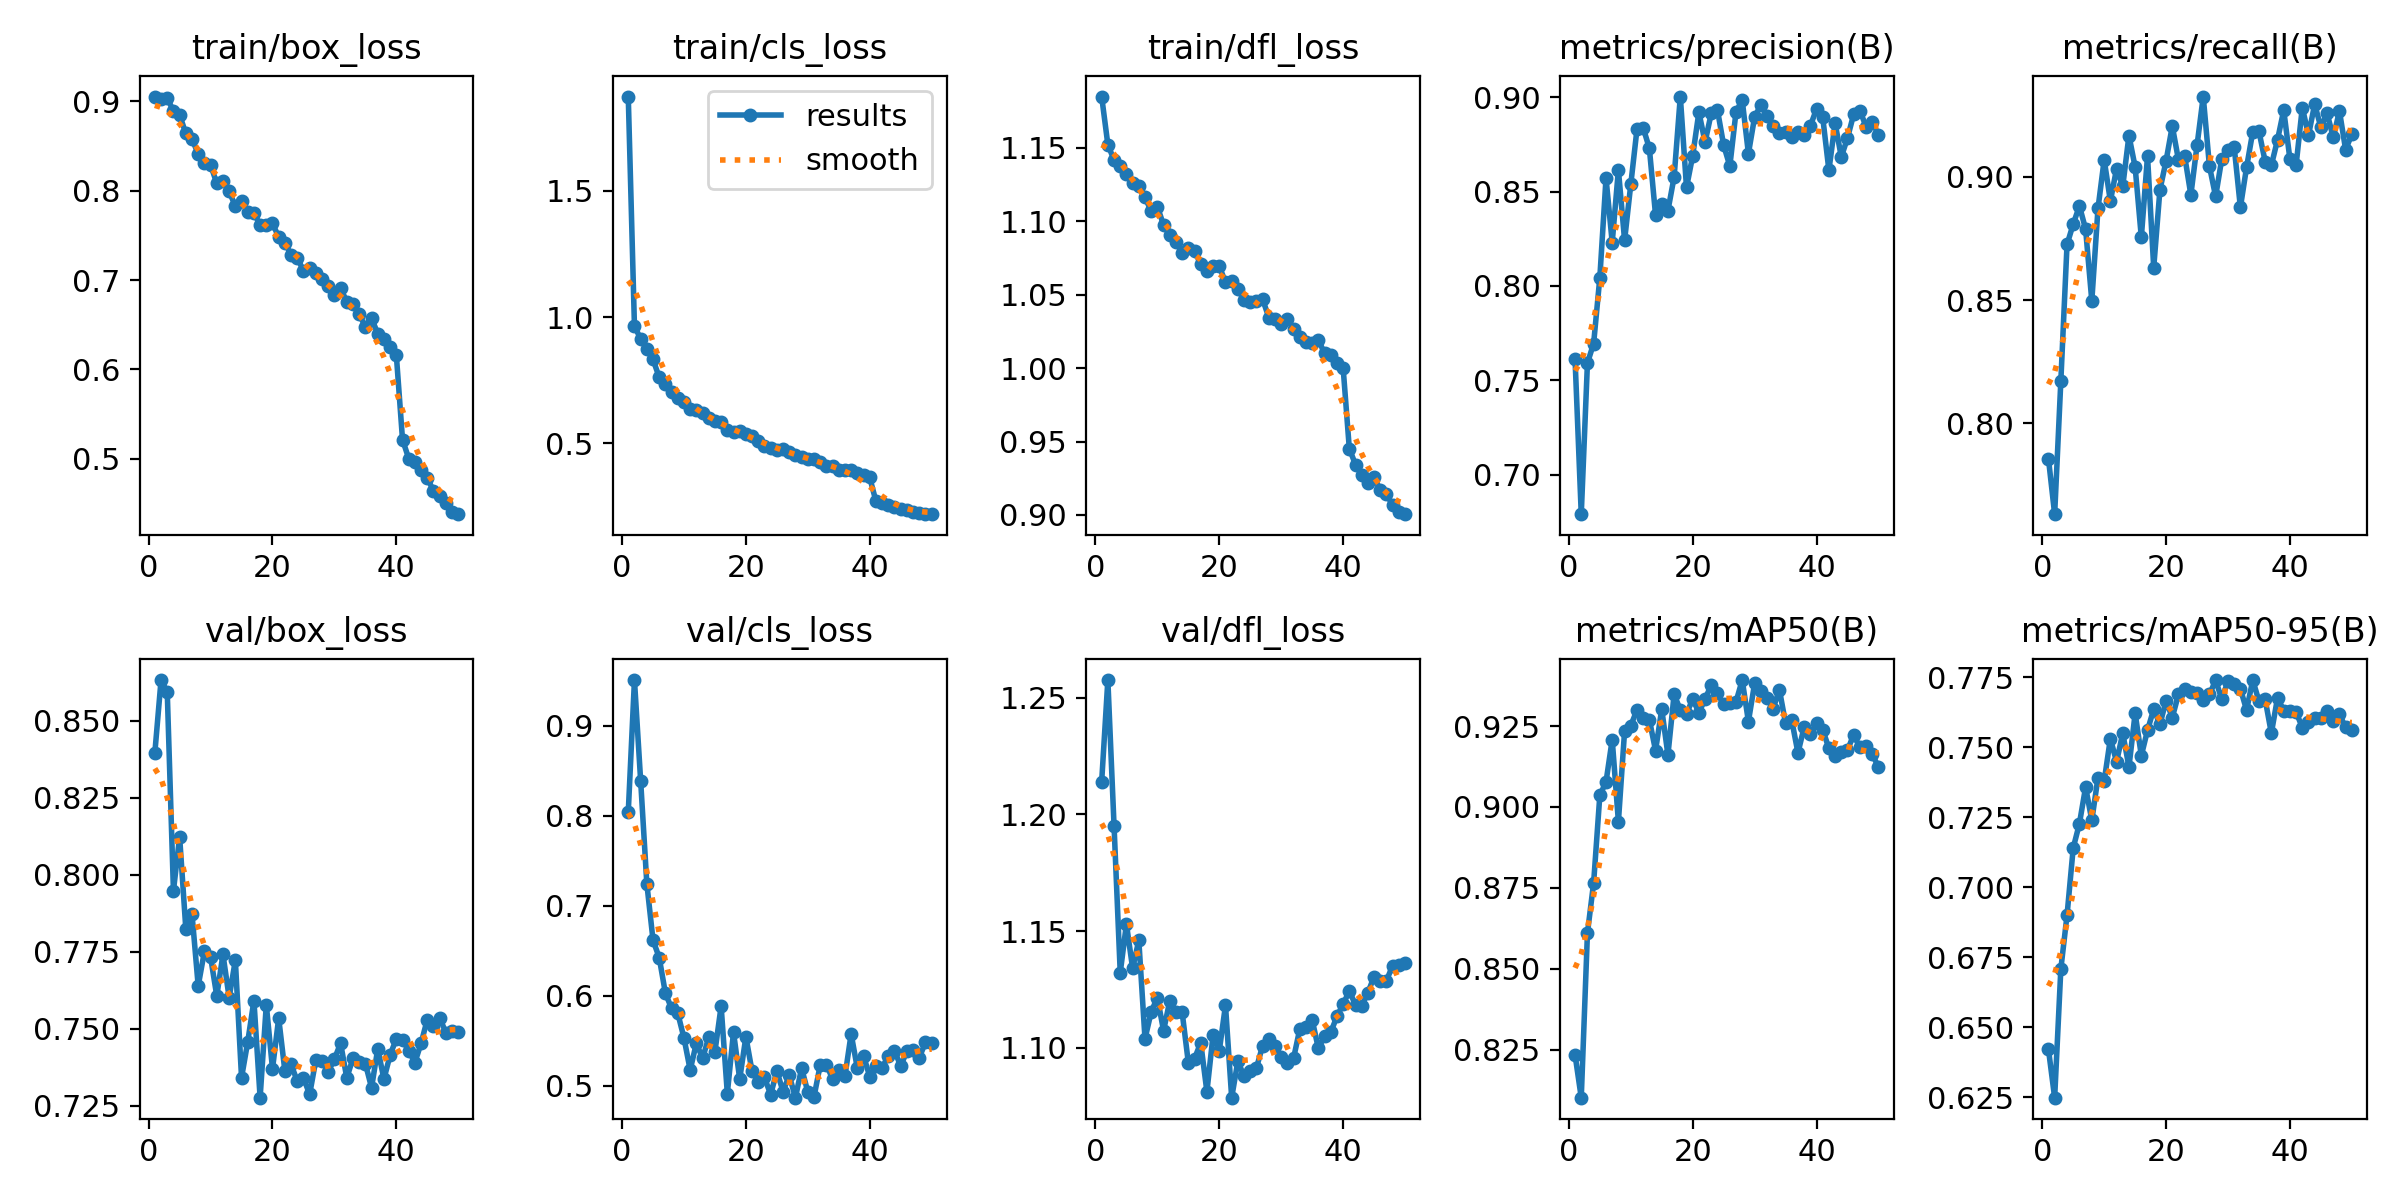 train/box_loss
train/cls_loss
train/dfl_loss
metrics/precision(B)
metrics/recall(B)
results
smooth
0.9
0.8
0.7
0.6
0.5
0 20 40
1.5
1.0
0.5
0 20 40
1.15
1.10
1.05
1.00
0.95
0.90
0 20 40
0.90
0.85
0.80
0.75
0.70
0 20 40
0.90
0.85
0.80
0 20 40
val/box_loss
val/cls_loss
val/dfl_loss
metrics/mAP50(B)
metrics/mAP50-95(B)
0.850
0.825
0.800
0.775
0.750
0.725
0 20 40
0.9
0.8
0.7
0.6
0.5
0 20 40
1.25
1.20
1.15
1.10
0 20 40
0.925
0.900
0.875
0.850
0.825
0 20 40
0.775
0.750
0.725
0.700
0.675
0.650
0.625
0 20 40